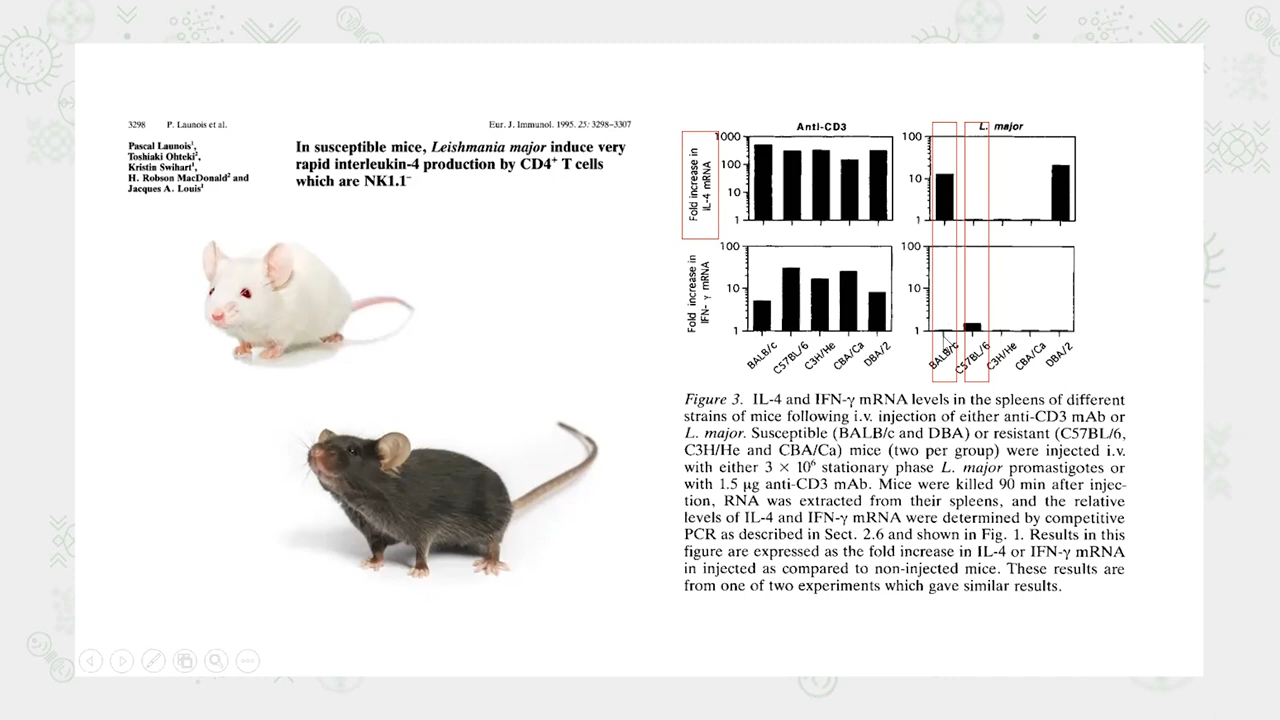 3298 P. Launois et al.
Eur. J. Immunol. 1995. 25: 3298–3307
Pascal Launois¹,
Toshiaki Ohteki²,
Kristin Swihart¹,
H. Robson MacDonald² and
Jacques A. Louis¹
In susceptible mice, Leishmania major induce very
rapid interleukin-4 production by CD4⁺ T cells
which are NK1.1⁻
Anti-CD3
L. major
Fold increase in
IL-4 mRNA
1000
100
10
1
100
10
1
Fold increase in
IFN- γ mRNA
100
10
1
100
10
1
BALB/c
C57BL/6
C3H/He
CBA/Ca
DBA/2
BALB/c
C57BL/6
C3H/He
CBA/Ca
DBA/2
Figure 3. IL-4 and IFN-γ mRNA levels in the spleens of different
strains of mice following i.v. injection of either anti-CD3 mAb or
L. major. Susceptible (BALB/c and DBA) or resistant (C57BL/6,
C3H/He and CBA/Ca) mice (two per group) were injected i.v.
with either 3 × 10⁶ stationary phase L. major promastigotes or
with 1.5 µg anti-CD3 mAb. Mice were killed 90 min after injec-
tion, RNA was extracted from their spleens, and the relative
levels of IL-4 and IFN-γ mRNA were determined by competitive
PCR as described in Sect. 2.6 and shown in Fig. 1. Results in this
figure are expressed as the fold increase in IL-4 or IFN-γ mRNA
in injected as compared to non-injected mice. These results are
from one of two experiments which gave similar results.